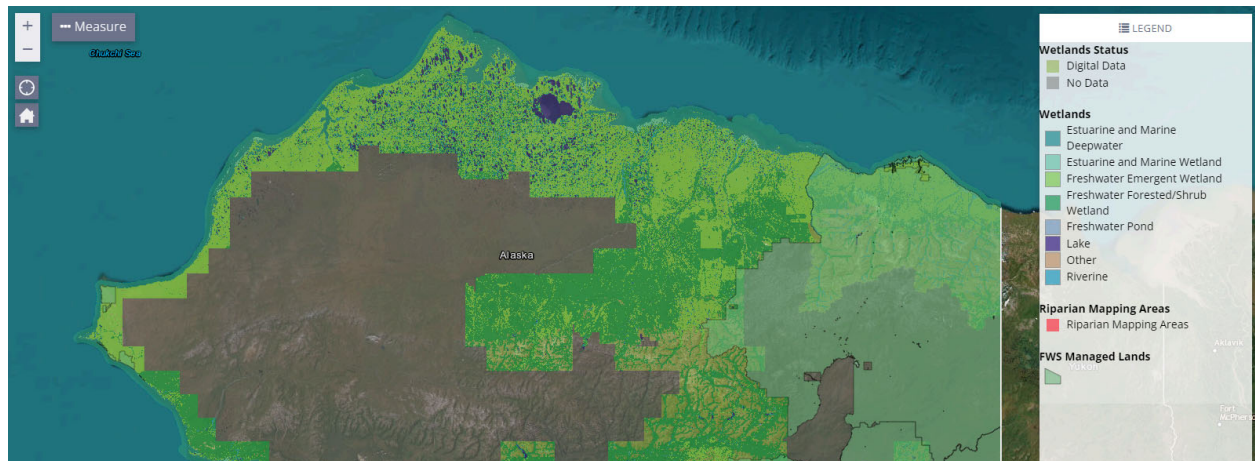 +
Measure
−
Chukchi Sea
Alaska
LEGEND
Wetlands Status
Digital Data
No Data
Wetlands
Estuarine and Marine
Deepwater
Estuarine and Marine Wetland
Freshwater Emergent Wetland
Freshwater Forested/Shrub
Wetland
Freshwater Pond
Lake
Other
Riverine
Riparian Mapping Areas
Riparian Mapping Areas
Aklavik
FWS Managed Lands
Yukon
Fort
McPherso